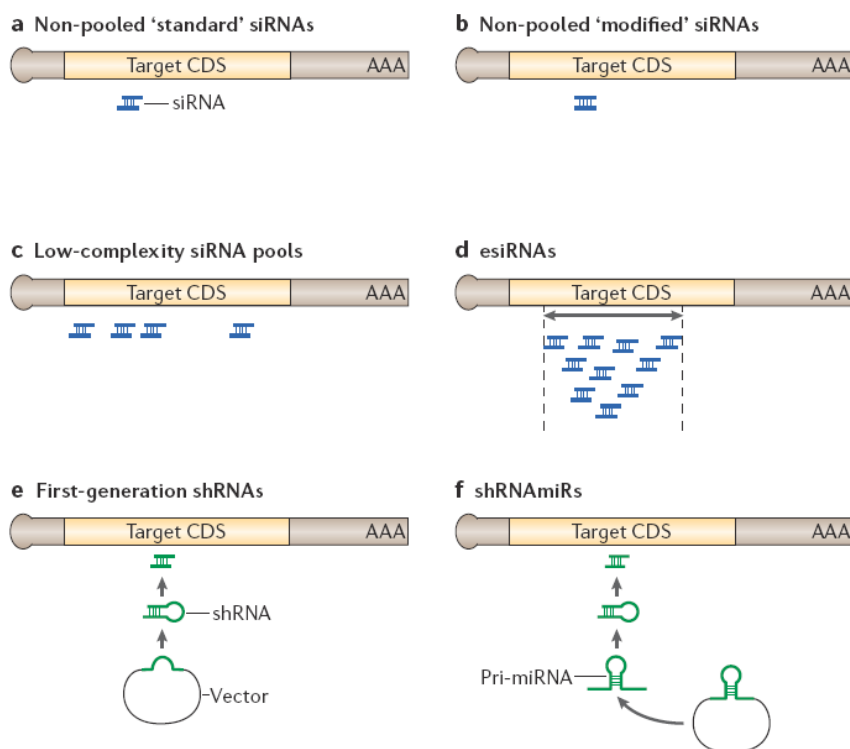 a Non-pooled ‘standard’ siRNAs
Target CDS AAA
siRNA
b Non-pooled ‘modified’ siRNAs
Target CDS AAA
c Low-complexity siRNA pools
Target CDS AAA
d esiRNAs
Target CDS AAA
e First-generation shRNAs
Target CDS AAA
shRNA
Vector
f shRNAmiRs
Target CDS AAA
Pri-miRNA